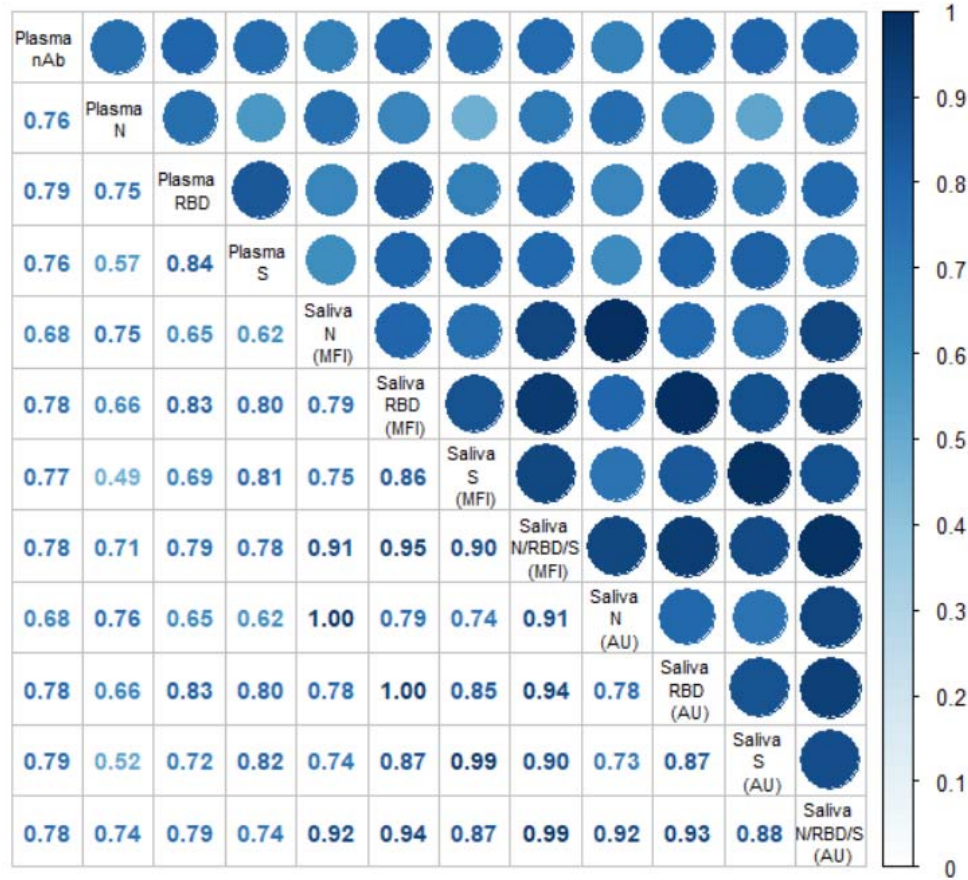 Plasma
nAb
0.76
Plasma
N
0.79 0.75
Plasma
RBD
0.76 0.57 0.84
Plasma
S
0.68 0.75 0.65 0.62
Saliva
N
(MFI)
0.78 0.66 0.83 0.80 0.79
Saliva
RBD
(MFI)
0.77 0.49 0.69 0.81 0.75 0.86
Saliva
S
(MFI)
0.78 0.71 0.79 0.78 0.91 0.95 0.90
Saliva
N/RBD/S
(MFI)
0.68 0.76 0.65 0.62 1.00 0.79 0.74 0.91
Saliva
N
(AU)
0.78 0.66 0.83 0.80 0.78 1.00 0.85 0.94 0.78
Saliva
RBD
(AU)
0.79 0.52 0.72 0.82 0.74 0.87 0.99 0.90 0.73 0.87
Saliva
S
(AU)
0.78 0.74 0.79 0.74 0.92 0.94 0.87 0.99 0.92 0.93 0.88
Saliva
N/RBD/S
(AU)
1
0.9
0.8
0.7
0.6
0.5
0.4
0.3
0.2
0.1
0